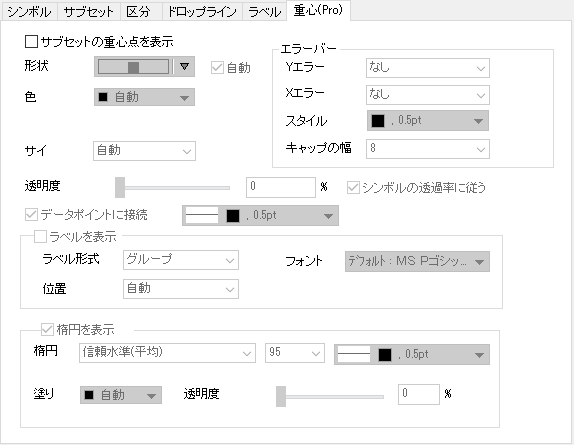 シンボル サブセット 区分 ドロップライン ラベル 重心(Pro)
サブセットの重心点を表示
形状 自動
色 自動
サイ 自動
エラーバー
Yエラー なし
Xエラー なし
スタイル , 0.5pt
キャップの幅 8
透明度 0 % シンボルの透過率に従う
データポイントに接続 , 0.5pt
ラベルを表示
ラベル形式 グループ フォント デフォルト : MS Pゴシッ...
位置 自動
楕円を表示
楕円 信頼水準(平均) 95 , 0.5pt
塗り 自動 透明度 0 %